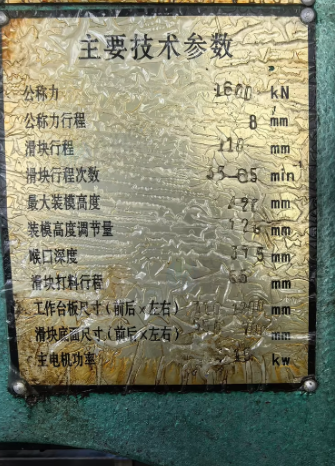 主要技术参数
公称力 1600 kN
公称力行程 8 mm
滑块行程 110 mm
滑块行程次数 35-65 min⁻¹
最大装模高度 mm
装模高度调节量 mm
喉口深度 mm
滑块打料行程 mm
工作台板尺寸(前后×左右) mm
滑块底面尺寸(前后×左右) mm
主电机功率 kw